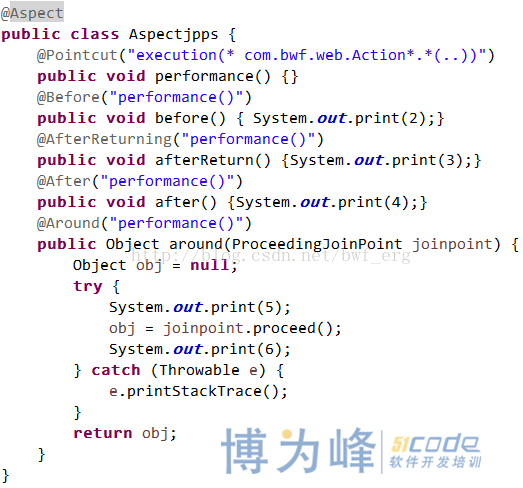 @Aspect
public class Aspectjpps {
@Pointcut("execution(* com.bwf.web.Action*.*(..))")
public void performance() {}
@Before("performance()")
public void before() { System.out.print(2);}
@AfterReturning("performance()")
public void afterReturn() {System.out.print(3);}
@After("performance()")
public void after() {System.out.print(4);}
@Around("performance()")
public Object around(ProceedingJoinPoint joinpoint) {
http://blog.csdn.net/bwf_erg
Object obj = null;
try {
System.out.print(5);
obj = joinpoint.proceed();
System.out.print(6);
} catch (Throwable e) {
e.printStackTrace();
}
return obj;
}
}
博为峰
51code
软件开发培训